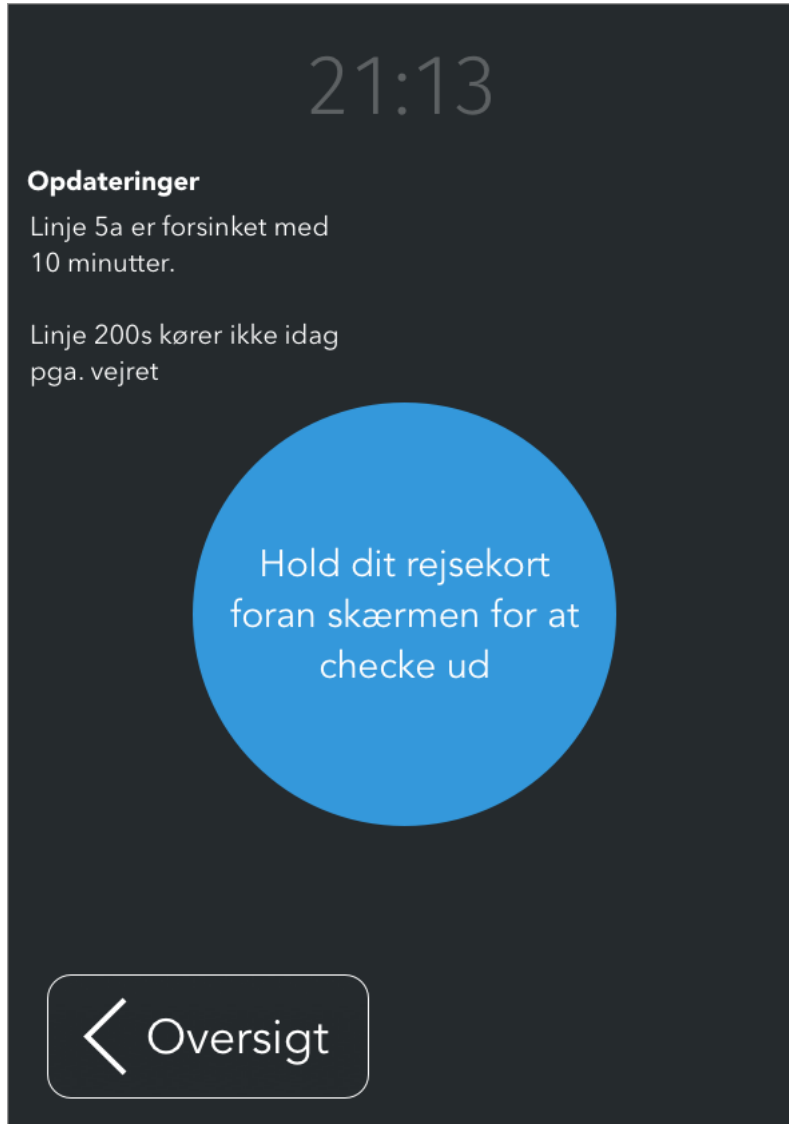 21:13
Opdateringer
Linje 5a er forsinket med
10 minutter.
Linje 200s kører ikke idag
pga. vejret
Hold dit rejsekort
foran skærmen for at
checke ud
Oversigt